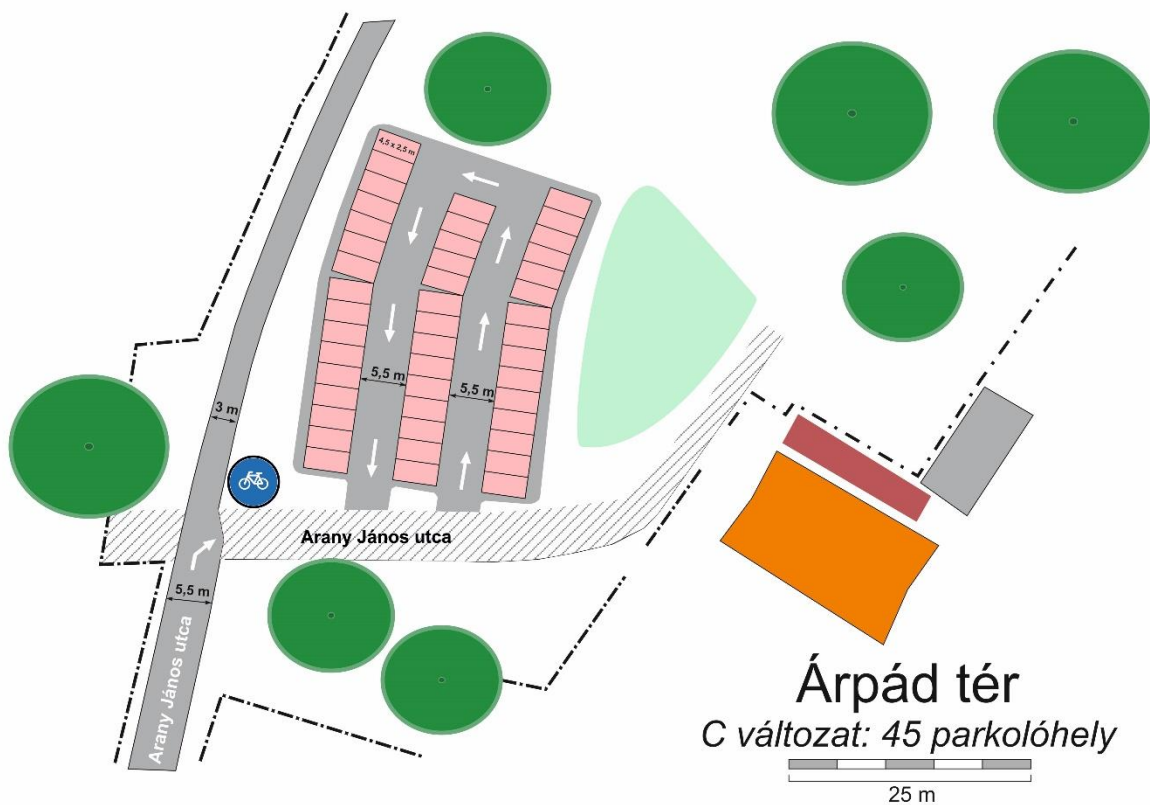 4,5 x 2,5 m
5,5 m
5,5 m
3 m
Arany János utca
5,5 m
Arany János utca
Árpád tér
C változat: 45 parkolóhely
25 m